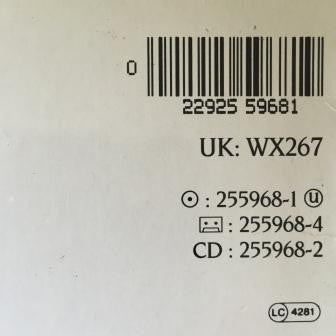 0 22925 59681
UK: WX267
: 255968-1 U
: 255968-4
CD : 255968-2
LC 4281